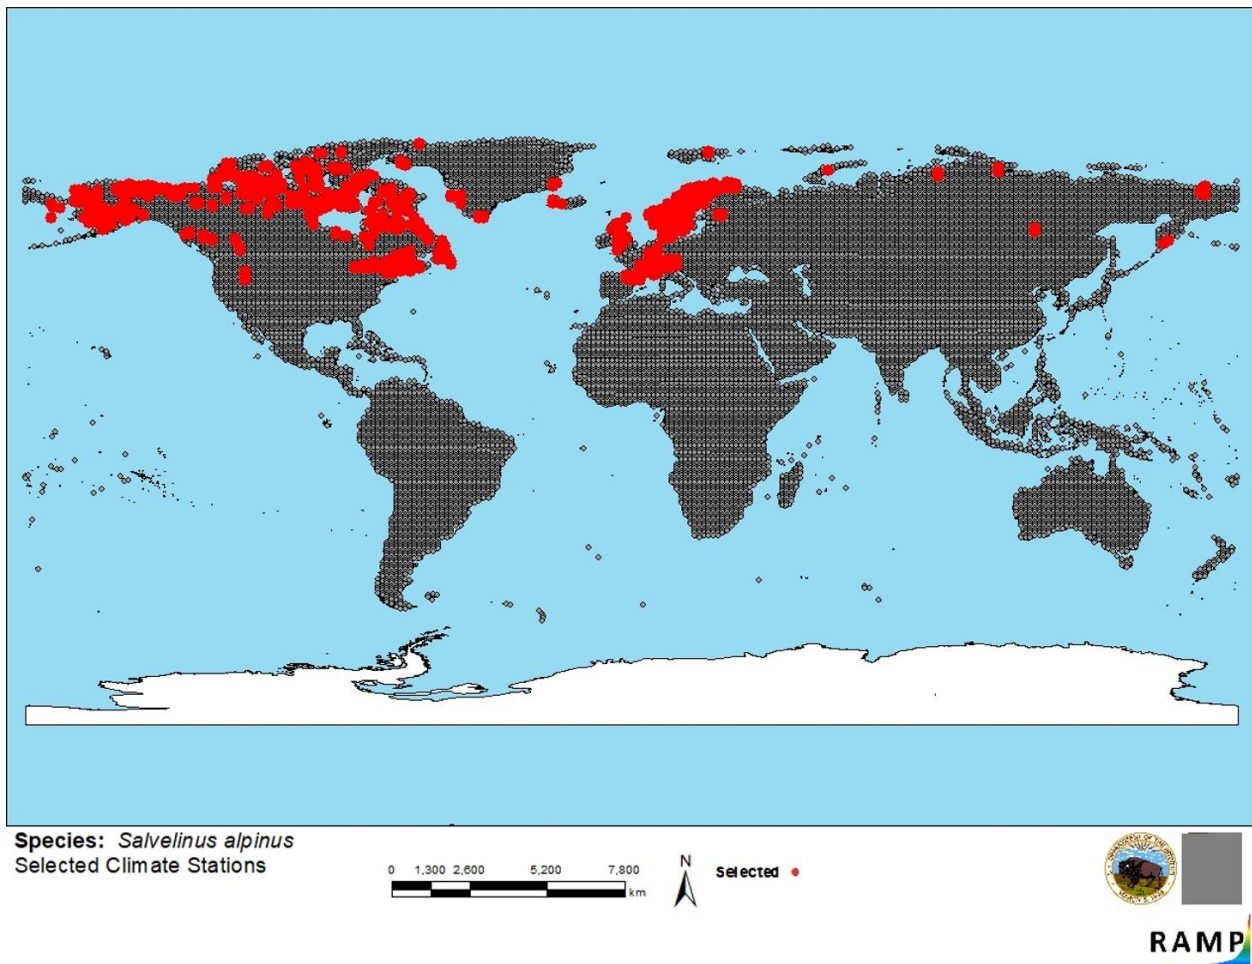 Species: Salvelinus alpinus
Selected Climate Stations
0 1,300 2,600 5,200 7,800
km
N
Selected
RAMP